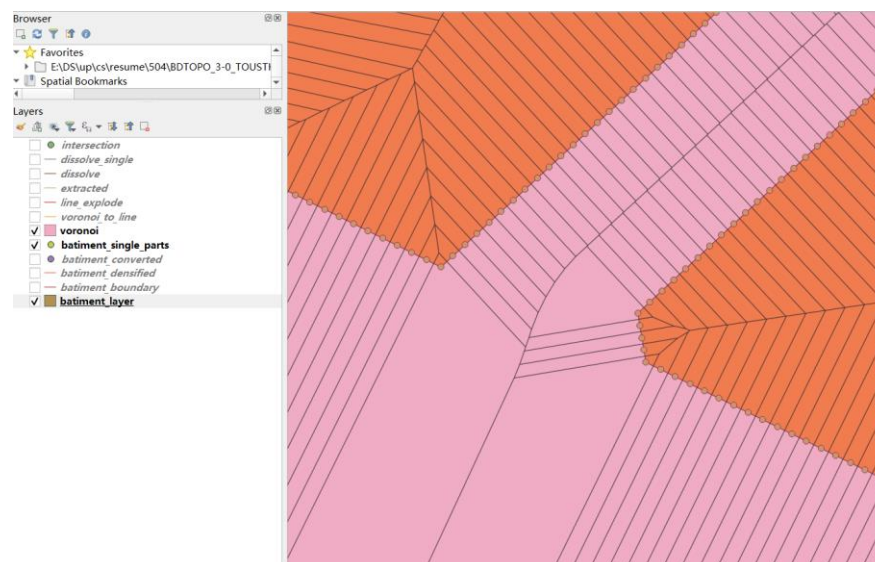 Browser
Favorites
E:\DS\up\cs\resume\504\BDTOPO_3-0_TOUSTH
Spatial Bookmarks
Layers
intersection
dissolve_single
dissolve
extracted
line_explode
voronoi_to_line
voronoi
batiment_single_parts
batiment_converted
batiment_densified
batiment_boundary
batiment_layer